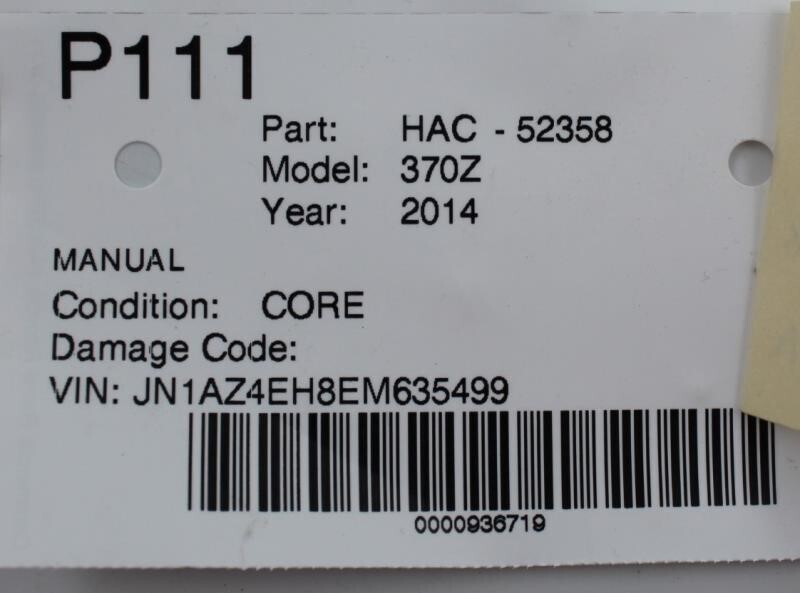 P111
Part: HAC - 52358
Model: 370Z
Year: 2014
MANUAL
Condition: CORE
Damage Code:
VIN: JN1AZ4EH8EM635499
0000936719